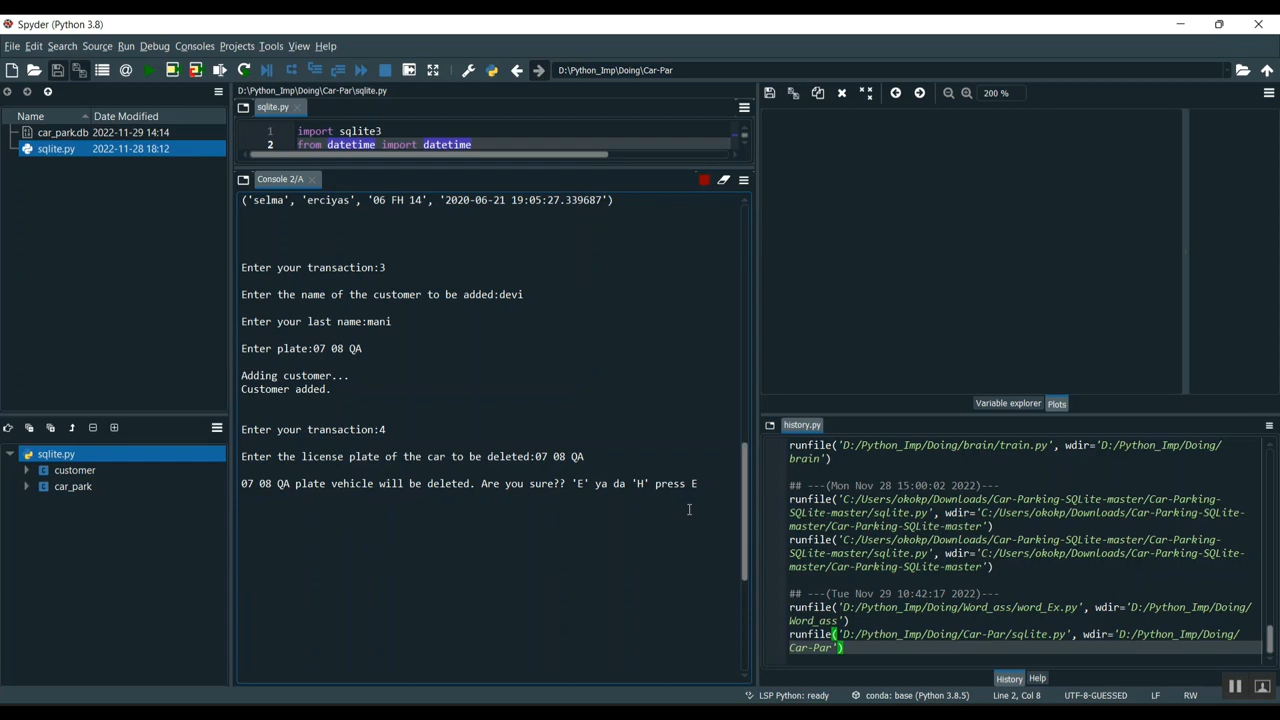 Spyder (Python 3.8)
File Edit Search Source Run Debug Consoles Projects Tools View Help
D:\Python_Imp\Doing\Car-Par
Name Date Modified
car_park.db 2022-11-29 14:14
sqlite.py 2022-11-28 18:12
sqlite.py
customer
car_park
D:\Python_Imp\Doing\Car-Par\sqlite.py
sqlite.py
1 import sqlite3
2 from datetime import datetime
Console 2/A
('selma', 'erciyas', '06 FH 14', '2020-06-21 19:05:27.339687')
Enter your transaction:3
Enter the name of the customer to be added:devi
Enter your last name:mani
Enter plate:07 08 QA
Adding customer...
Customer added.
Enter your transaction:4
Enter the license plate of the car to be deleted:07 08 QA
07 08 QA plate vehicle will be deleted. Are you sure?? 'E' ya da 'H' press E
200 %
Variable explorer Plots
history.py
runfile('D:/Python_Imp/Doing/brain/train.py', wdir='D:/Python_Imp/Doing/
brain')
## ---(Mon Nov 28 15:00:02 2022)---
runfile('C:/Users/okokp/Downloads/Car-Parking-SQLite-master/Car-Parking-
SQLite-master/sqlite.py', wdir='C:/Users/okokp/Downloads/Car-Parking-SQLite-
master/Car-Parking-SQLite-master')
runfile('C:/Users/okokp/Downloads/Car-Parking-SQLite-master/Car-Parking-
SQLite-master/sqlite.py', wdir='C:/Users/okokp/Downloads/Car-Parking-SQLite-
master/Car-Parking-SQLite-master')
## ---(Tue Nov 29 10:42:17 2022)---
runfile('D:/Python_Imp/Doing/Word_ass/word_Ex.py', wdir='D:/Python_Imp/Doing/
Word_ass')
runfile('D:/Python_Imp/Doing/Car-Par/sqlite.py', wdir='D:/Python_Imp/Doing/
Car-Par')
History Help
LSP Python: ready conda: base (Python 3.8.5) Line 2, Col 8 UTF-8-GUESSED LF RW